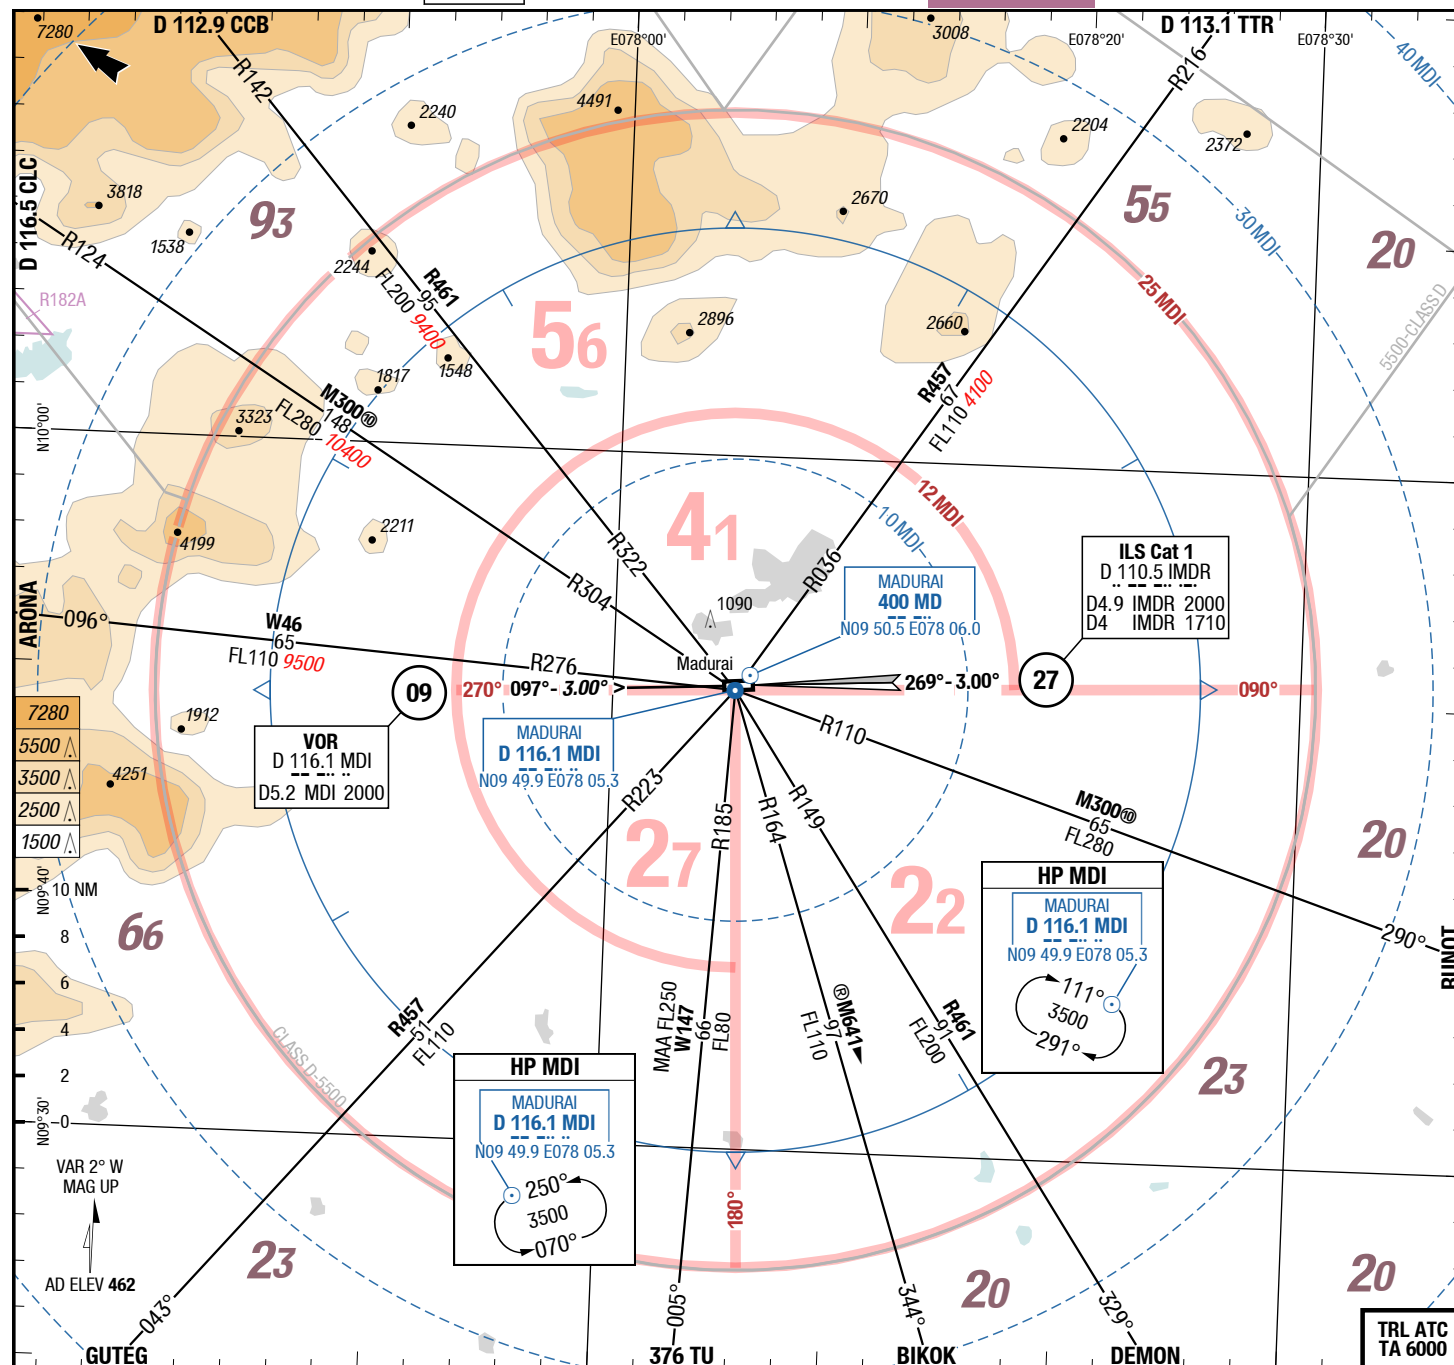 7280
D 112.9 CCB
E078°00'
3008
E078°20'
D 113.1 TTR
E078°30'
40 MDI
R142
R216
2240
4491
2204
2372
D 116.5 CLC
3818
93
1538
R124
2670
55
30 MDI
20
2244
R461
95
FL200 9400
R182A
25 MDI
56
2896
2660
5500-CLASS D
1548
1817
R457
67
FL110 4100
M300⑩
148
FL280 10400
3323
N10°00'
12 MDI
41
10 MDI
4199
2211
R322
R036
R304
ILS Cat 1
D 110.5 IMDR
D4.9 IMDR 2000
D4 IMDR 1710
MADURAI
400 MD
N09 50.5 E078 06.0
1090
ARONA
096°
W46
65
FL110 9500
R276
Madurai
09
270°
097°- 3.00° >
269°- 3.00°
27
090°
7280
5500
3500
2500
1500
1912
4251
VOR
D 116.1 MDI
D5.2 MDI 2000
MADURAI
D 116.1 MDI
N09 49.9 E078 05.3
R110
R223
R185
R164
R149
M300⑩
65
FL280
27
22
20
N09°40'
10 NM
8
6
4
2
0
N09°30'
66
HP MDI
MADURAI
D 116.1 MDI
N09 49.9 E078 05.3
111°
3500
291°
290°
BUNOT
R457
51
FL110
MAA FL250
W147
66
FL80
®M641
97
FL110
R461
91
FL200
CLASS D-5500
HP MDI
MADURAI
D 116.1 MDI
N09 49.9 E078 05.3
250°
3500
070°
23
180°
VAR 2° W
MAG UP
AD ELEV 462
23
20
20
043°
005°
344°
329°
GUTEG
376 TU
BIKOK
DEMON
TRL ATC
TA 6000